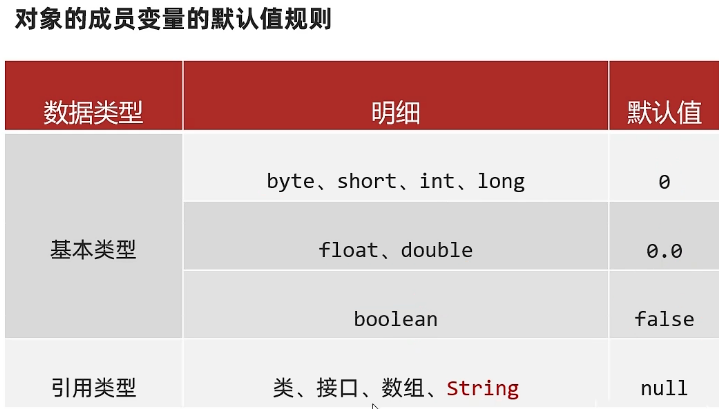 对象的成员变量的默认值规则
数据类型 明细 默认值
byte、short、int、long 0
基本类型 float、double 0.0
boolean false
引用类型 类、接口、数组、String null